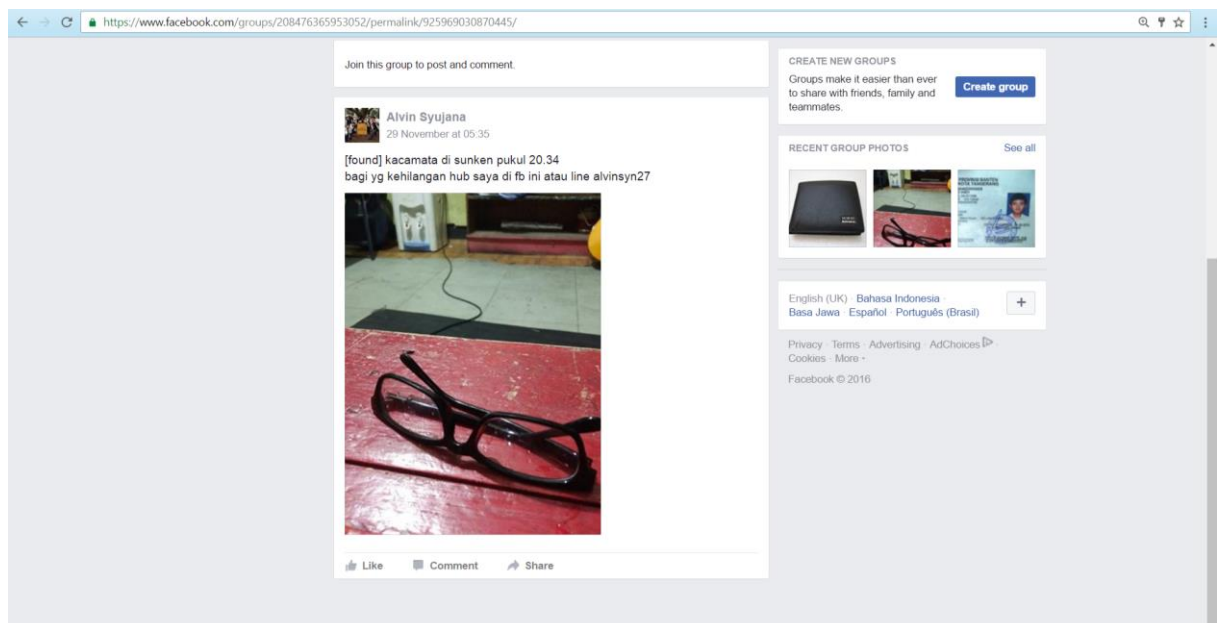 https://www.facebook.com/groups/208476365953052/permalink/925969030870445/
Join this group to post and comment.
Alvin Syujana
29 November at 05:35
[found] kacamata di sunken pukul 20.34
bagi yg kehilangan hub saya di fb ini atau line alvinsyn27
Like Comment Share
CREATE NEW GROUPS
Groups make it easier than ever
to share with friends, family and
teammates.
Create group
RECENT GROUP PHOTOS
See all
English (UK) · Bahasa Indonesia ·
Basa Jawa · Español · Português (Brasil)
+
Privacy · Terms · Advertising · AdChoices ·
Cookies · More
Facebook © 2016